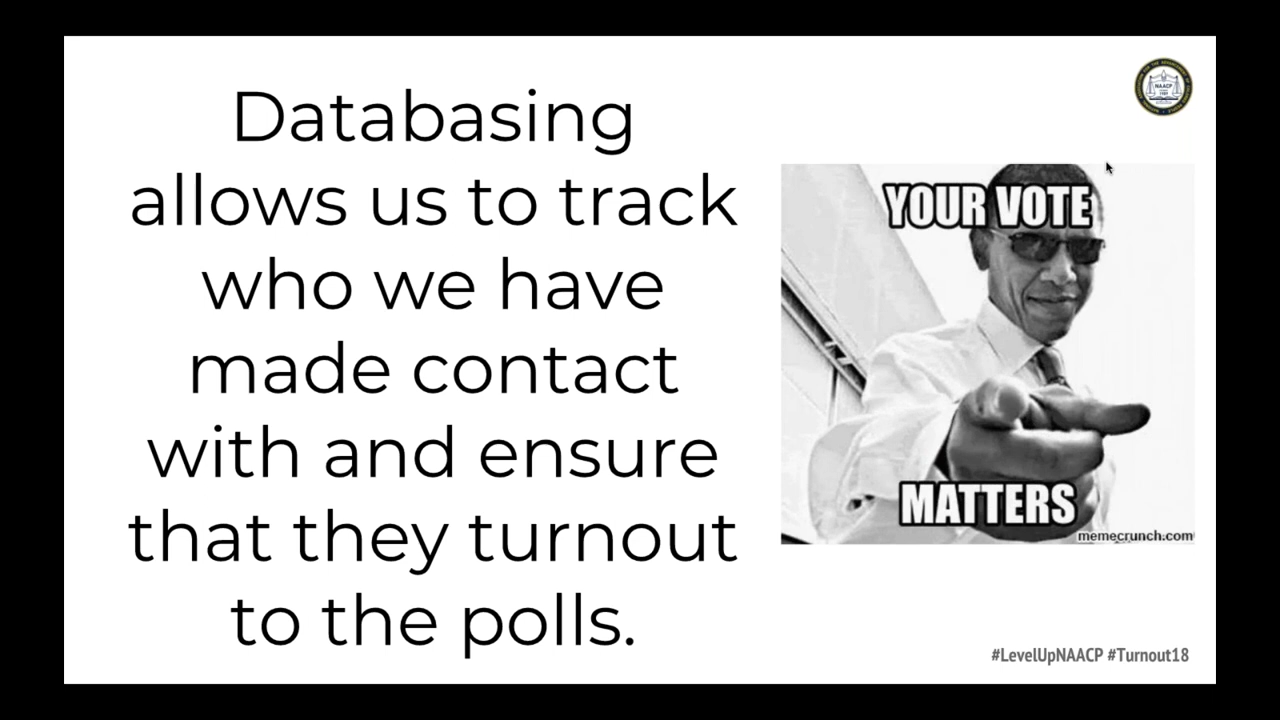 Databasing
allows us to track
who we have
made contact
with and ensure
that they turnout
to the polls.
NAACP
YOUR VOTE
MATTERS
memecrunch.com
#LevelUpNAACP #Turnout18